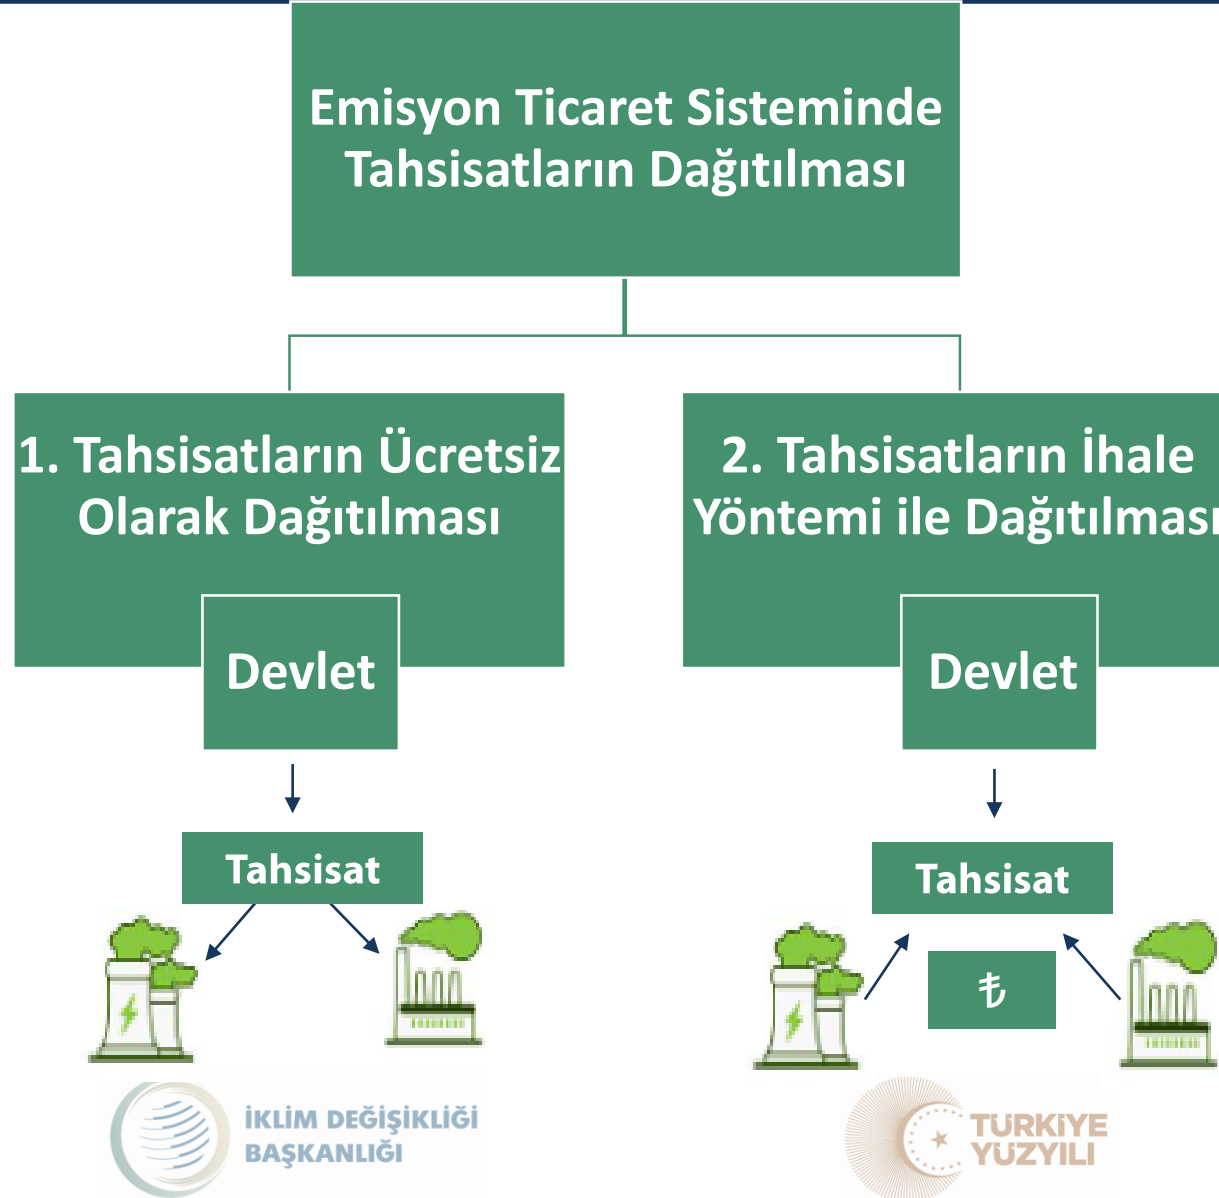 Emisyon Ticaret Sisteminde
Tahsisatların Dağıtılması
1. Tahsisatların Ücretsiz
Olarak Dağıtılması
Devlet
Tahsisat
2. Tahsisatların İhale
Yöntemi ile Dağıtılması
Devlet
Tahsisat
₺
İKLİM DEĞİŞİKLİĞİ
BAŞKANLIĞI
TÜRKİYE
YÜZYILI